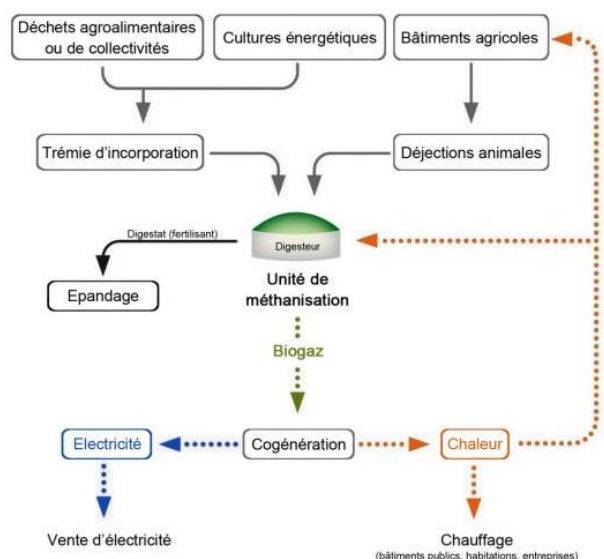 Déchets agroalimentaires
ou de collectivités
Cultures énergétiques
Bâtiments agricoles
Trémie d'incorporation
Déjections animales
Digestat (fertilisant)
Digesteur
Epandage
Unité de
méthanisation
Biogaz
Electricité
Cogénération
Chaleur
Vente d'électricité
Chauffage
(bâtiments publics, habitations, entreprises)